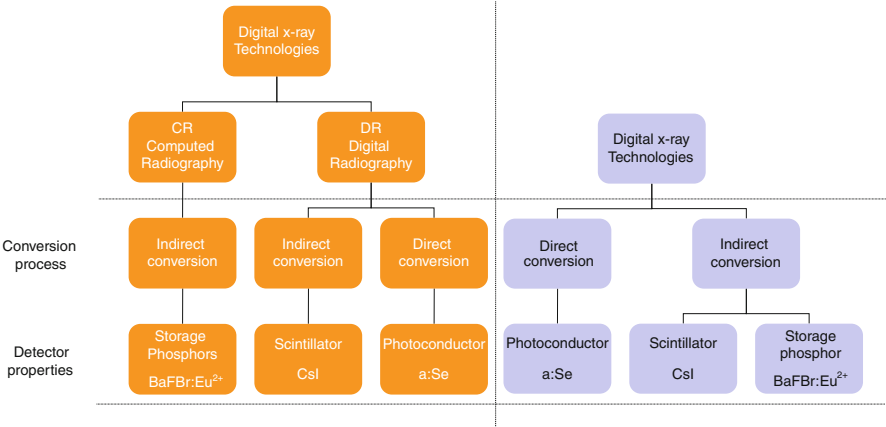 Digital x-ray
Technologies
CR
Computed
Radiography
DR
Digital
Radiography
Digital x-ray
Technologies
Conversion
process
Indirect
conversion
Indirect
conversion
Direct
conversion
Direct
conversion
Indirect
conversion
Detector
properties
Storage
Phosphors
BaFBr:Eu²⁺
Scintillator
CsI
Photoconductor
a:Se
Photoconductor
a:Se
Scintillator
CsI
Storage
phosphor
BaFBr:Eu²⁺